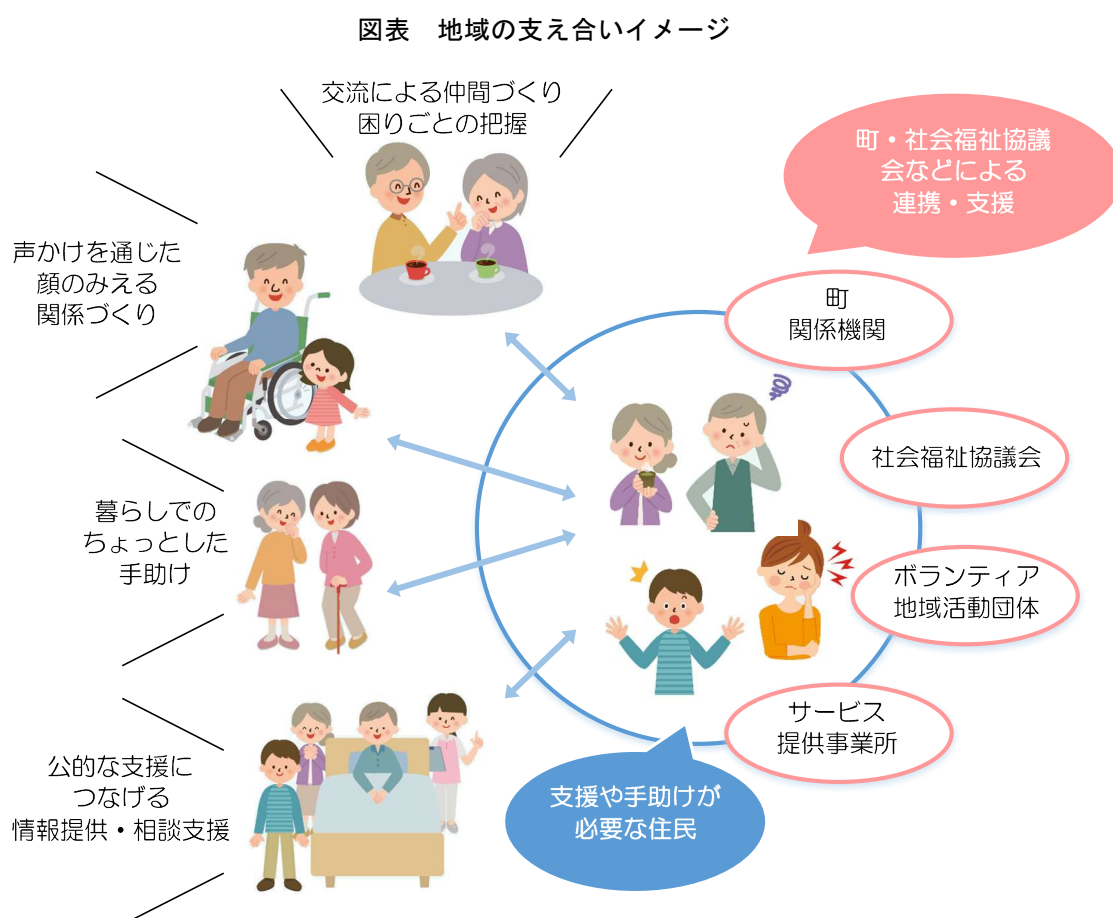 図表　地域の支え合いイメージ
交流による仲間づくり
困りごとの把握
町・社会福祉協議
会などによる
連携・支援
声かけを通じた
顔のみえる
関係づくり
町
関係機関
社会福祉協議会
暮らしでの
ちょっとした
手助け
ボランティア
地域活動団体
サービス
提供事業所
公的な支援に
つなげる
情報提供・相談支援
支援や手助けが
必要な住民